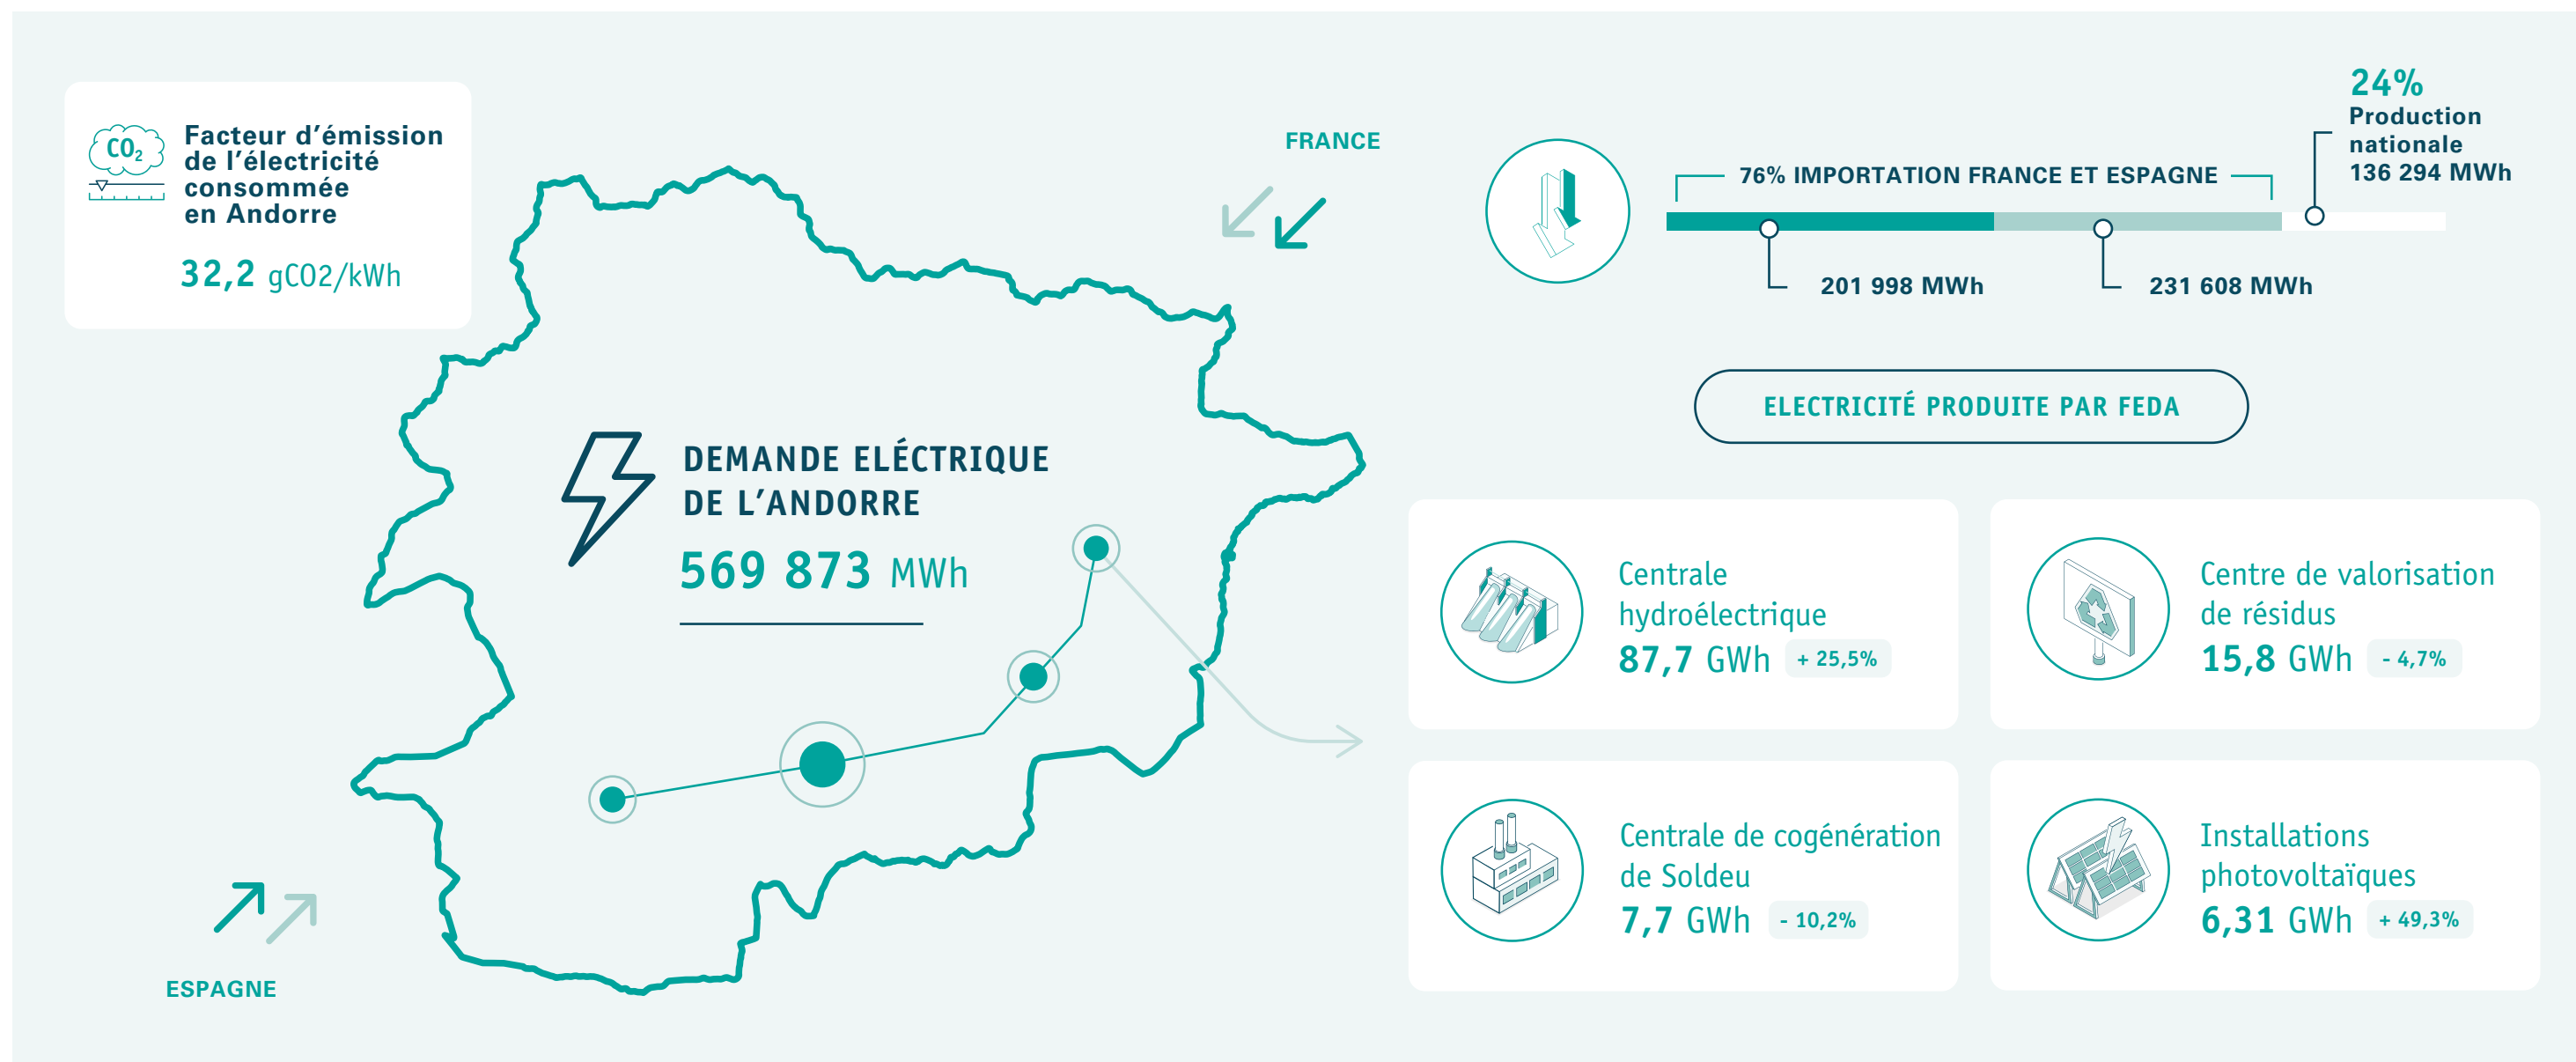 CO₂
Facteur d’émission
de l’électricité
consommée
en Andorre
32,2 gCO2/kWh
FRANCE
24%
Production
nationale
136 294 MWh
76% IMPORTATION FRANCE ET ESPAGNE
201 998 MWh
231 608 MWh
ELECTRICITÉ PRODUITE PAR FEDA
DEMANDE ELÉCTRIQUE
DE L’ANDORRE
569 873 MWh
Centrale
hydroélectrique
87,7 GWh + 25,5%
Centre de valorisation
de résidus
15,8 GWh - 4,7%
Centrale de cogénération
de Soldeu
7,7 GWh - 10,2%
Installations
photovoltaïques
6,31 GWh + 49,3%
ESPAGNE